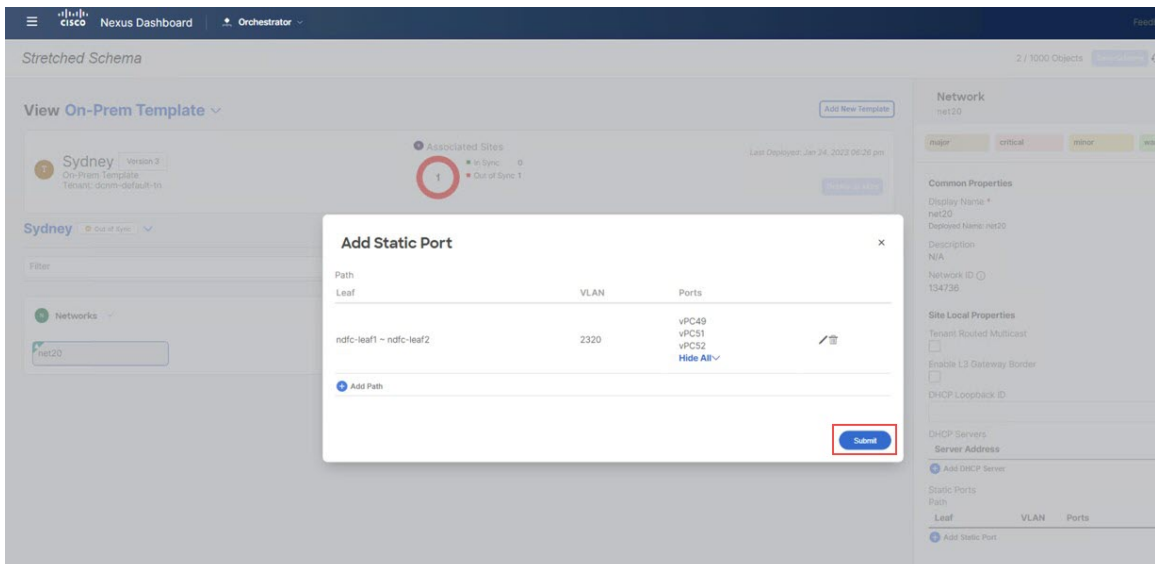 cisco Nexus Dashboard Orchestrator
Stretched Schema
2 / 1000 Objects
View On-Prem Template
Add New Template
Sydney Version 3
On-Prem Template
Tenant: dcnm-default-tn
Associated Sites
1
In Sync 0
Out of Sync 1
Last Deployed: Jan 24, 2023 06:26 pm
Sydney Out of Sync
Filter
Networks
net20
Add Static Port
Path
Leaf VLAN Ports
ndfc-leaf1 ~ ndfc-leaf2 2320
vPC49
vPC51
vPC52
Hide All
Add Path
Submit
Network
net20
major critical minor
Common Properties
Display Name *
net20
Deployed Name: net20
Description
N/A
Network ID
134736
Site Local Properties
Tenant Routed Multicast
Enable L3 Gateway Border
DHCP Loopback ID
DHCP Servers
Server Address
Add DHCP Server
Static Ports
Path
Leaf VLAN Ports
Add Static Port